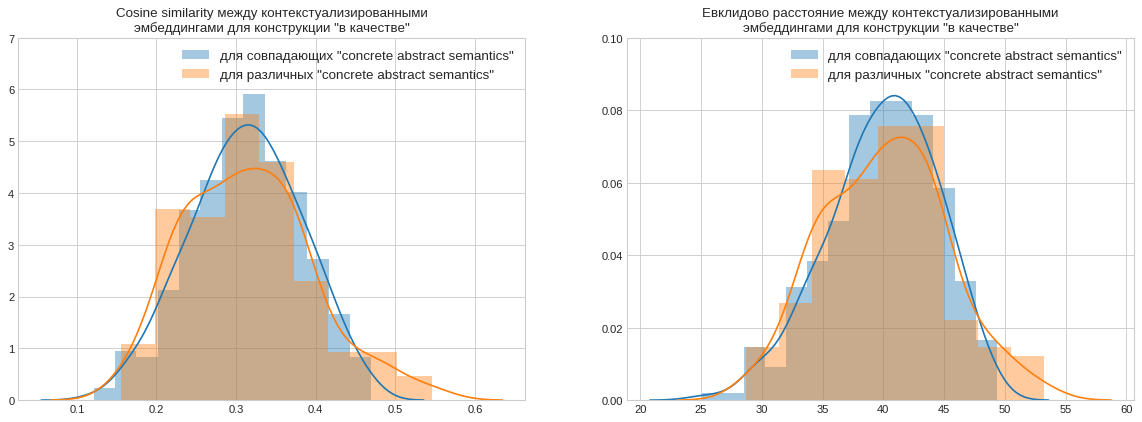 Cosine similarity между контекстуализированными
эмбеддингами для конструкции "в качестве"
для совпадающих "concrete abstract semantics"
для различных "concrete abstract semantics"
7
6
5
4
3
2
1
0
0.1 0.2 0.3 0.4 0.5 0.6
Евклидово расстояние между контекстуализированными
эмбеддингами для конструкции "в качестве"
для совпадающих "concrete abstract semantics"
для различных "concrete abstract semantics"
0.10
0.08
0.06
0.04
0.02
0.00
20 25 30 35 40 45 50 55 60